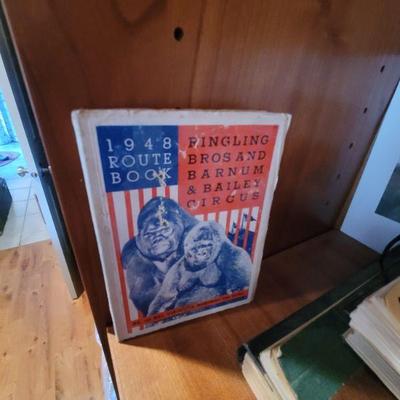 1948
ROUTE
BOOK
RINGLING
BROS AND
BARNUM
& BAILEY
CIRCUS